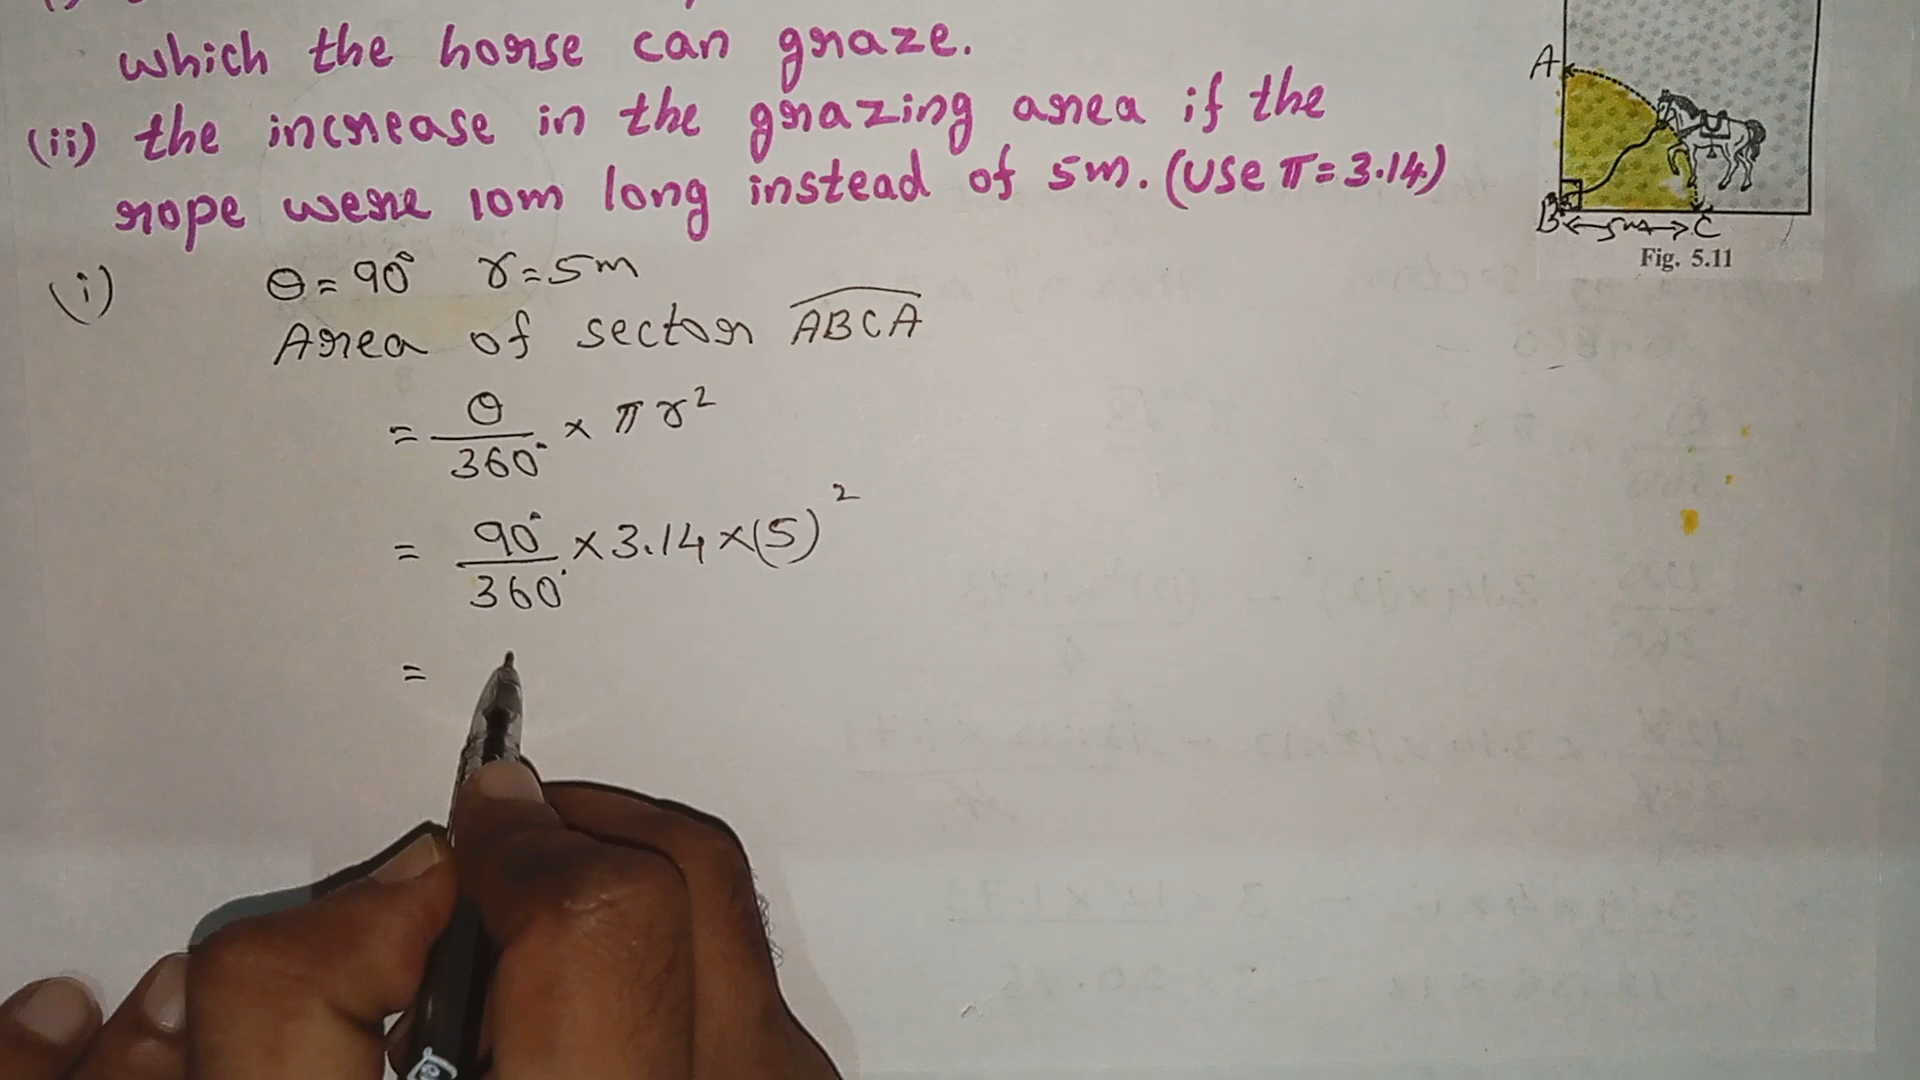 which the horse can graze.
(ii) the increase in the grazing area if the
rope were 10m long instead of 5m. (Use π = 3.14)
A
B 5m C
Fig. 5.11
(i) θ = 90° r = 5m
Area of sector ABCA
= θ/360° × πr²
= 90°/360° × 3.14 × (5)²
=